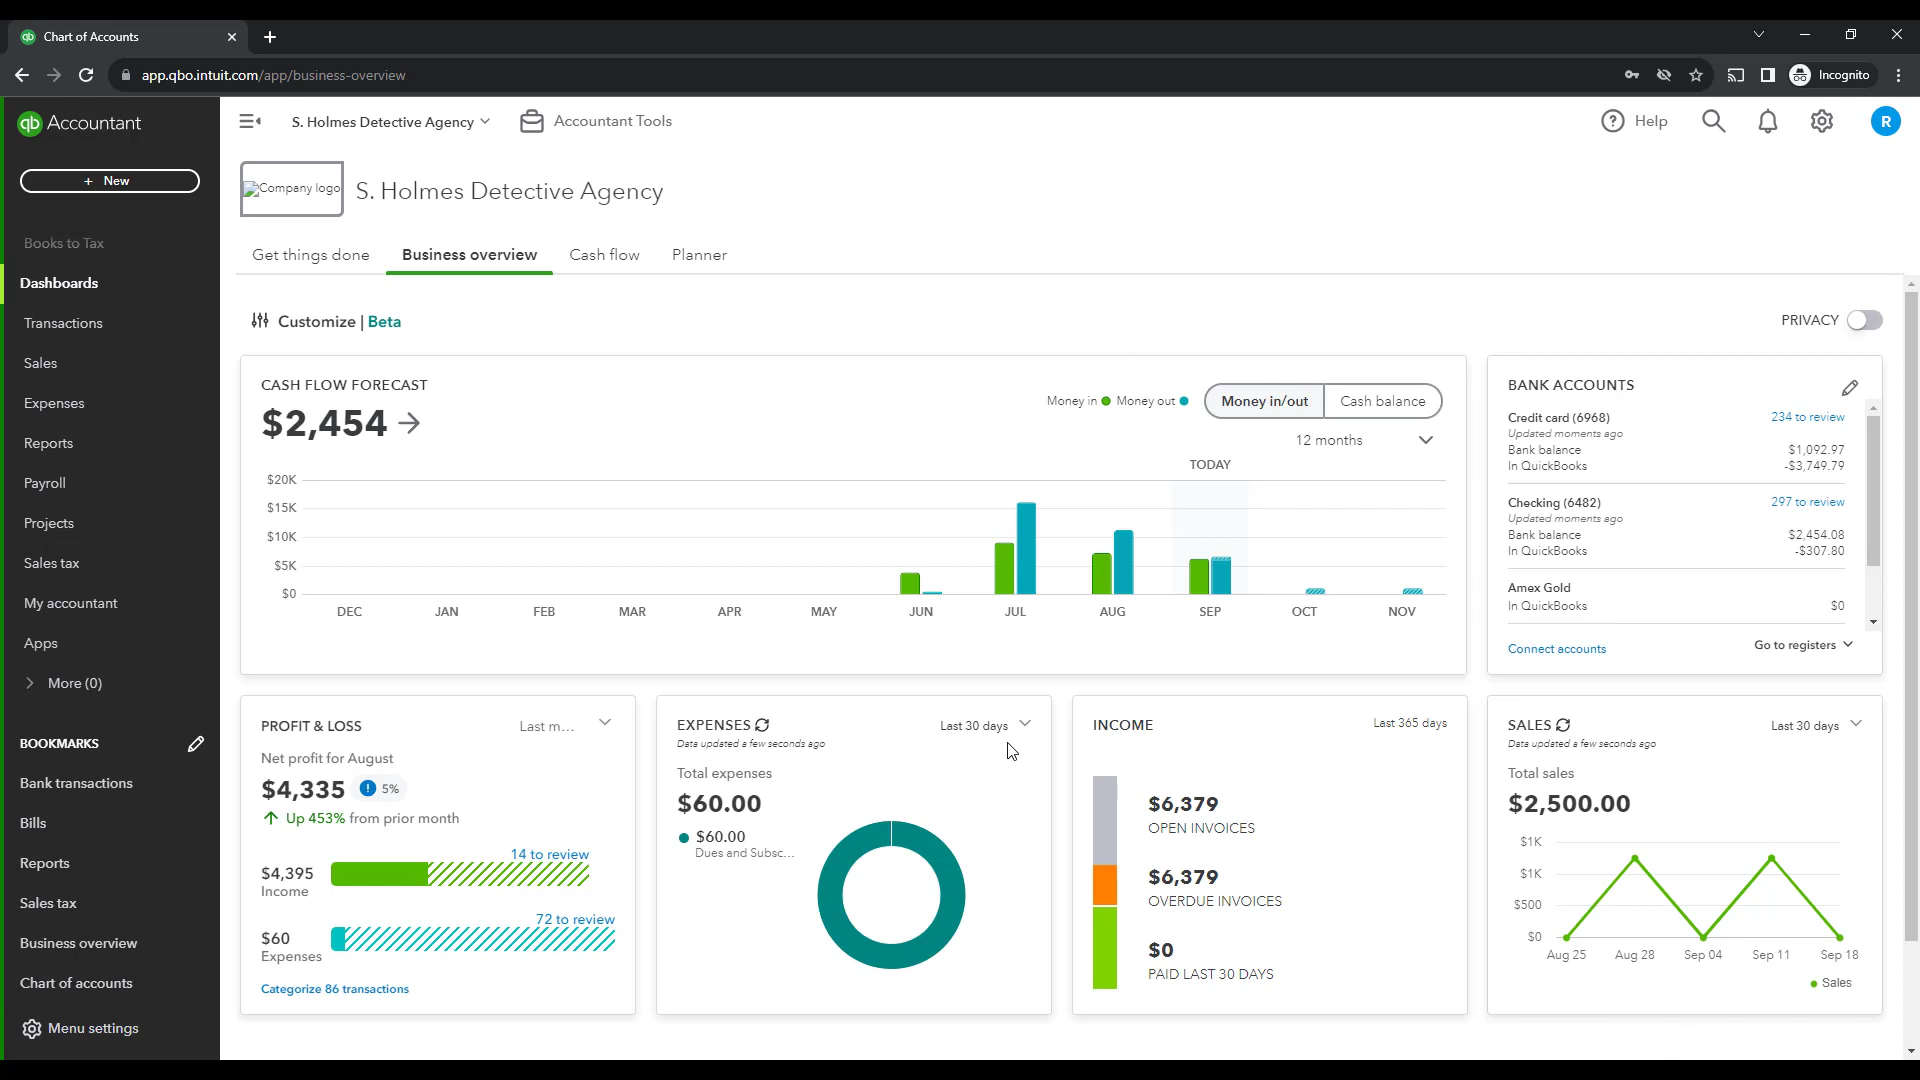 Chart of Accounts
app.qbo.intuit.com/app/business-overview
Incognito
qb Accountant
S. Holmes Detective Agency
Accountant Tools
Help
R
+ New
Company logo
S. Holmes Detective Agency
Books to Tax
Dashboards
Transactions
Sales
Expenses
Reports
Payroll
Projects
Sales tax
My accountant
Apps
More (0)
BOOKMARKS
Bank transactions
Bills
Reports
Sales tax
Business overview
Chart of accounts
Menu settings
Get things done
Business overview
Cash flow
Planner
Customize | Beta
PRIVACY
CASH FLOW FORECAST
$2,454
Money in
Money out
Money in/out
Cash balance
12 months
TODAY
$20K
$15K
$10K
$5K
$0
DEC JAN FEB MAR APR MAY JUN JUL AUG SEP OCT NOV
BANK ACCOUNTS
Credit card (6968) 234 to review
Updated moments ago
Bank balance $1,092.97
In QuickBooks -$3,749.79
Checking (6482) 297 to review
Updated moments ago
Bank balance $2,454.08
In QuickBooks -$307.80
Amex Gold
In QuickBooks $0
Connect accounts
Go to registers
PROFIT & LOSS
Last m...
Net profit for August
$4,335
! 5%
Up 453% from prior month
14 to review
$4,395
Income
72 to review
$60
Expenses
Categorize 86 transactions
EXPENSES
Last 30 days
Data updated a few seconds ago
Total expenses
$60.00
$60.00
Dues and Subsc...
INCOME
Last 365 days
$6,379
OPEN INVOICES
$6,379
OVERDUE INVOICES
$0
PAID LAST 30 DAYS
SALES
Last 30 days
Data updated a few seconds ago
Total sales
$2,500.00
$1K
$1K
$500
$0
Aug 25 Aug 28 Sep 04 Sep 11 Sep 18
Sales